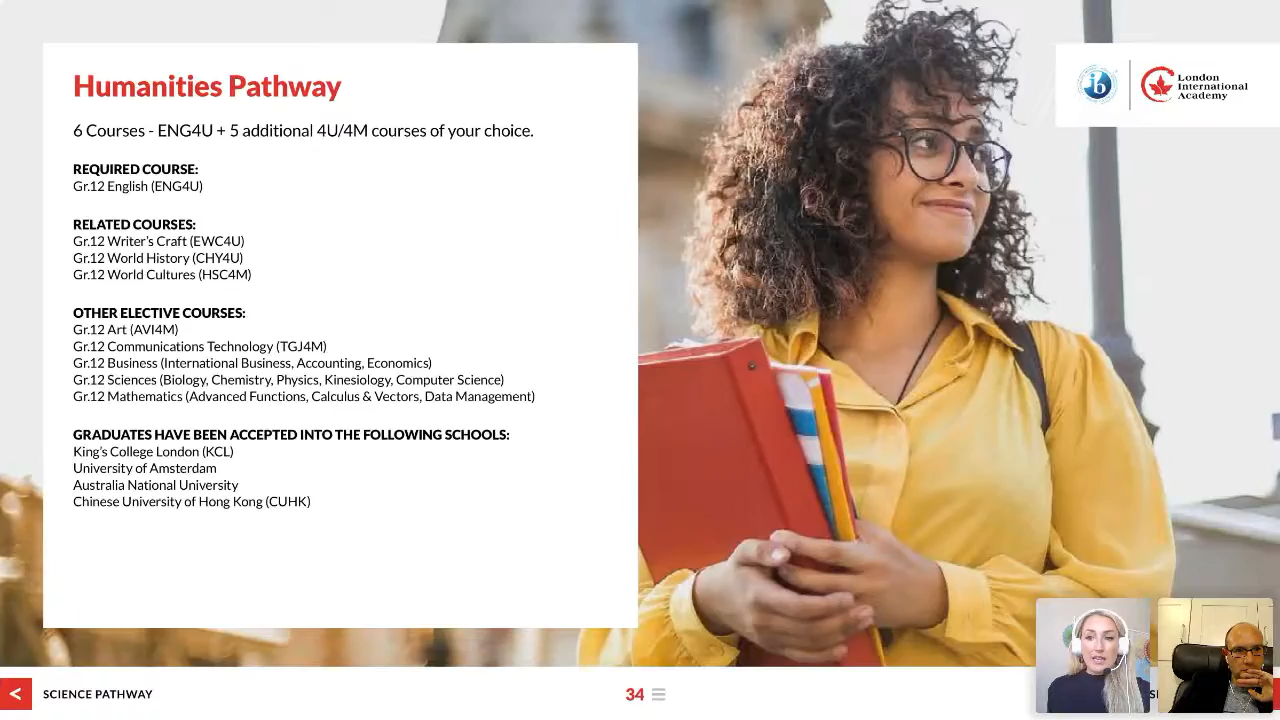 Humanities Pathway
6 Courses - ENG4U + 5 additional 4U/4M courses of your choice.
REQUIRED COURSE:
Gr.12 English (ENG4U)
RELATED COURSES:
Gr.12 Writer's Craft (EWC4U)
Gr.12 World History (CHY4U)
Gr.12 World Cultures (HSC4M)
OTHER ELECTIVE COURSES:
Gr.12 Art (AVI4M)
Gr.12 Communications Technology (TGJ4M)
Gr.12 Business (International Business, Accounting, Economics)
Gr.12 Sciences (Biology, Chemistry, Physics, Kinesiology, Computer Science)
Gr.12 Mathematics (Advanced Functions, Calculus & Vectors, Data Management)
GRADUATES HAVE BEEN ACCEPTED INTO THE FOLLOWING SCHOOLS:
King's College London (KCL)
University of Amsterdam
Australia National University
Chinese University of Hong Kong (CUHK)
ib
London
International
Academy
< SCIENCE PATHWAY
34